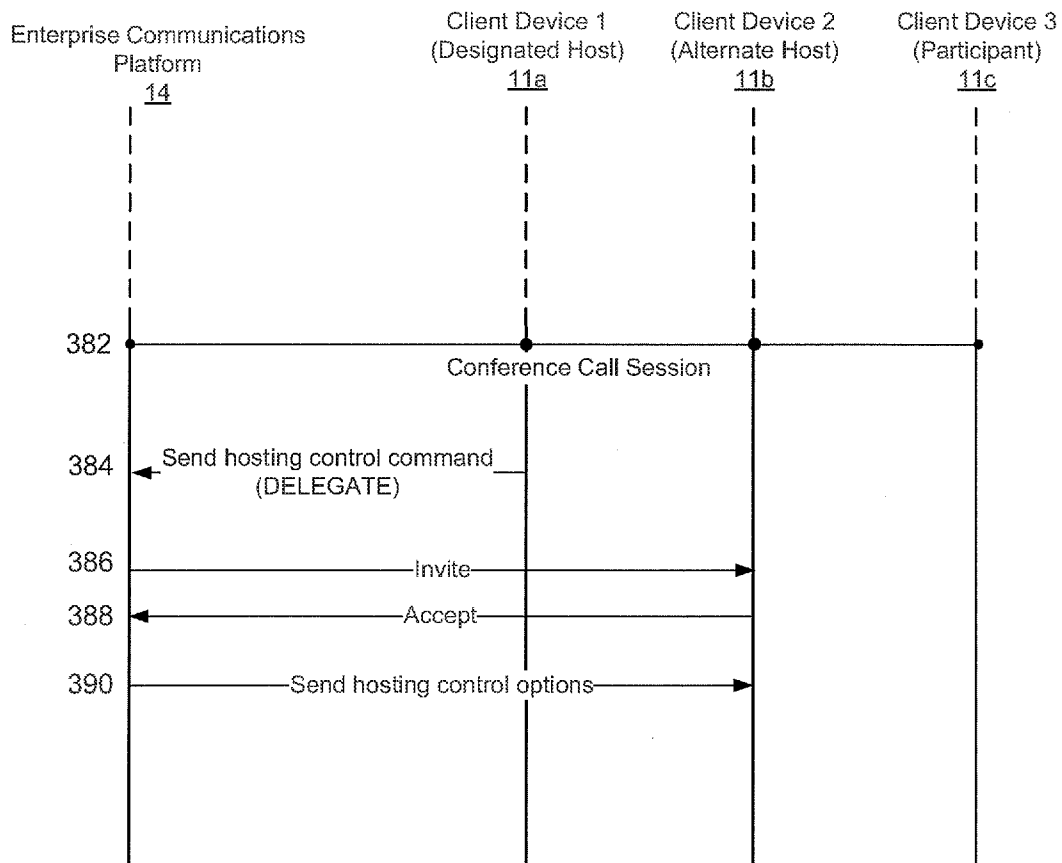 Enterprise Communications
Platform
14
Client Device 1
(Designated Host)
11a
Client Device 2
(Alternate Host)
11b
Client Device 3
(Participant)
11c
382
Conference Call Session
384
Send hosting control command
(DELEGATE)
386
Invite
388
Accept
390
Send hosting control options